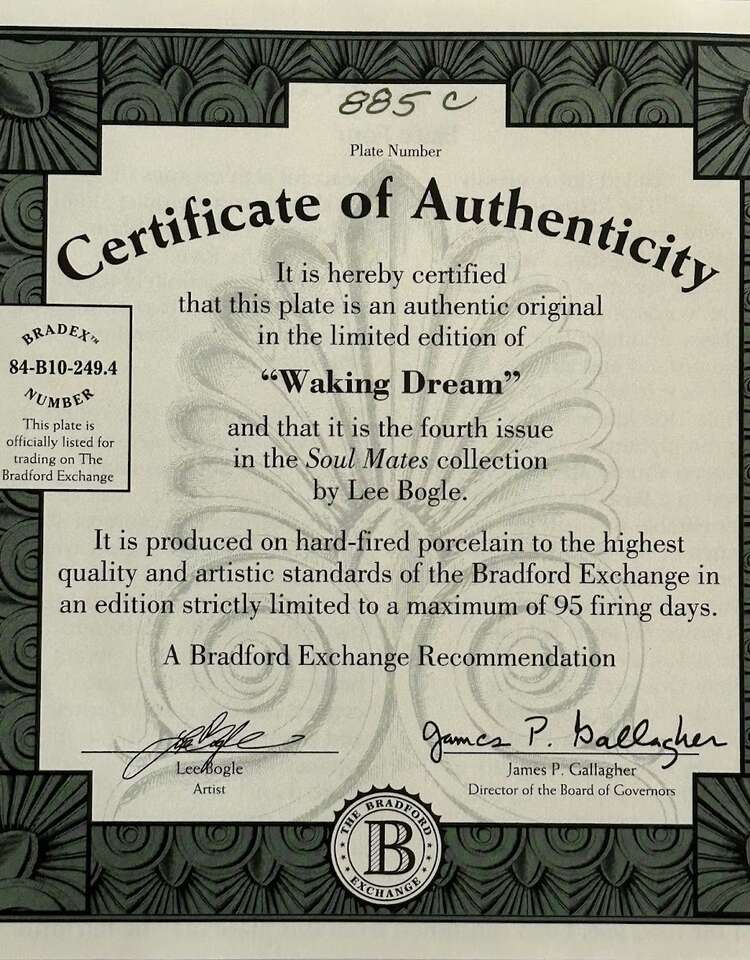 885 C
Plate Number
Certificate of Authenticity
It is hereby certified
that this plate is an authentic original
in the limited edition of
“Waking Dream”
and that it is the fourth issue
in the Soul Mates collection
by Lee Bogle.
BRADEX™
84-B10-249.4
NUMBER
This plate is
officially listed for
trading on The
Bradford Exchange
It is produced on hard-fired porcelain to the highest
quality and artistic standards of the Bradford Exchange in
an edition strictly limited to a maximum of 95 firing days.
A Bradford Exchange Recommendation
Lee Bogle
Lee Bogle
Artist
James P. Gallagher
James P. Gallagher
Director of the Board of Governors
THE BRADFORD
B
EXCHANGE